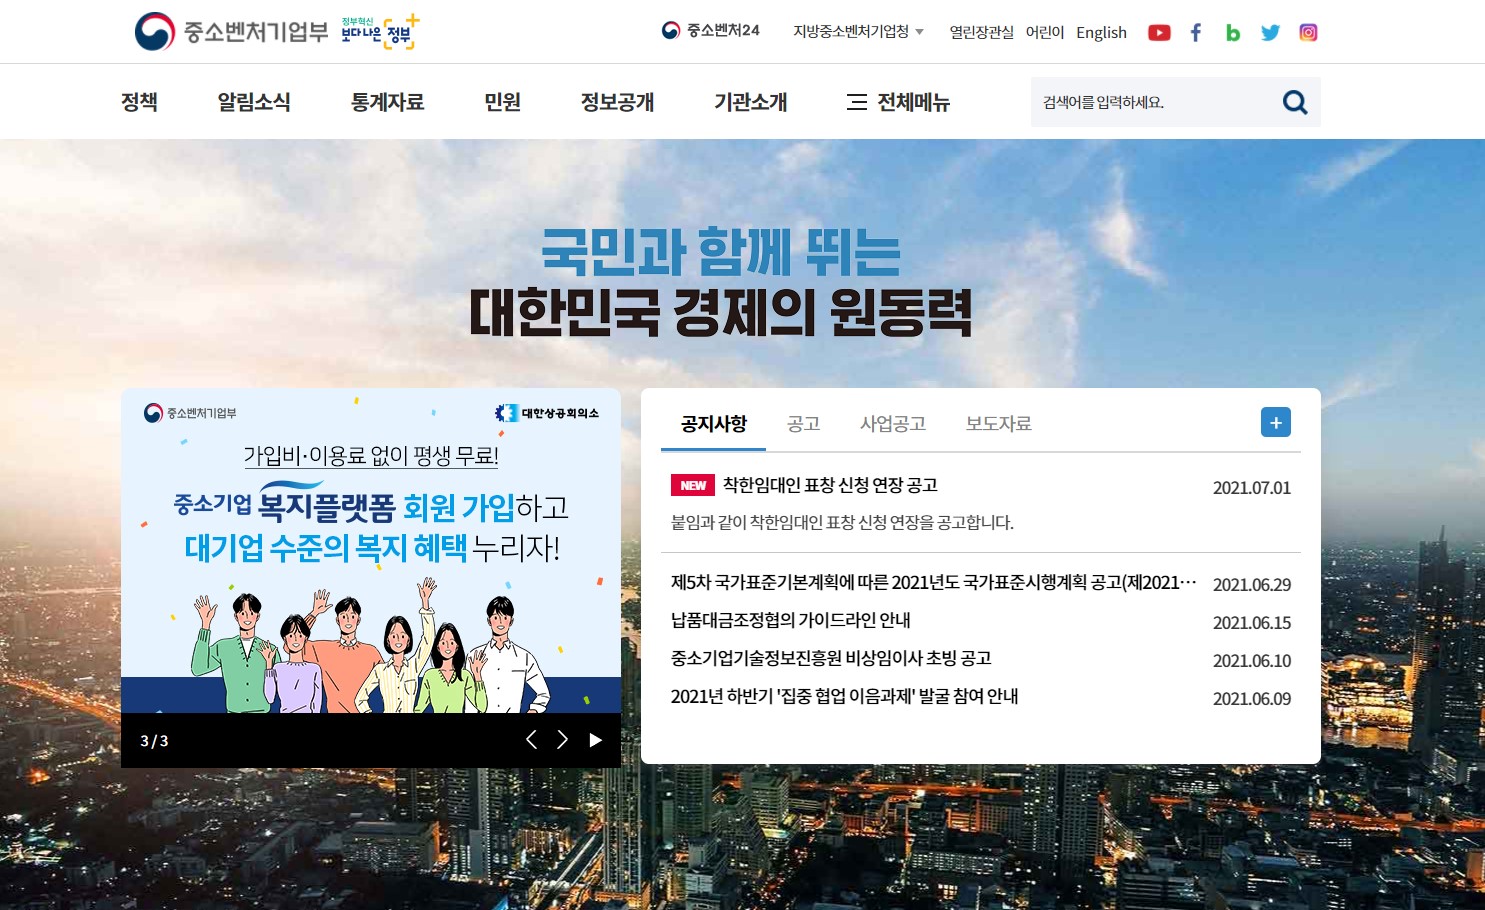 중소벤처기업부
정부혁신
보다나은 정부
중소벤처24
지방중소벤처기업청
열린장관실
어린이
English
정책
알림소식
통계자료
민원
정보공개
기관소개
전체메뉴
검색어를 입력하세요.
국민과 함께 뛰는
대한민국 경제의 원동력
중소벤처기업부
대한상공회의소
가입비·이용료 없이 평생 무료!
중소기업 복지플랫폼 회원 가입하고
대기업 수준의 복지 혜택 누리자!
3 / 3
공지사항
공고
사업공고
보도자료
NEW 착한임대인 표창 신청 연장 공고 2021.07.01
붙임과 같이 착한임대인 표창 신청 연장을 공고합니다.
제5차 국가표준기본계획에 따른 2021년도 국가표준시행계획 공고(제2021··· 2021.06.29
납품대금조정협의 가이드라인 안내 2021.06.15
중소기업기술정보진흥원 비상임이사 초빙 공고 2021.06.10
2021년 하반기 '집중 협업 이음과제' 발굴 참여 안내 2021.06.09